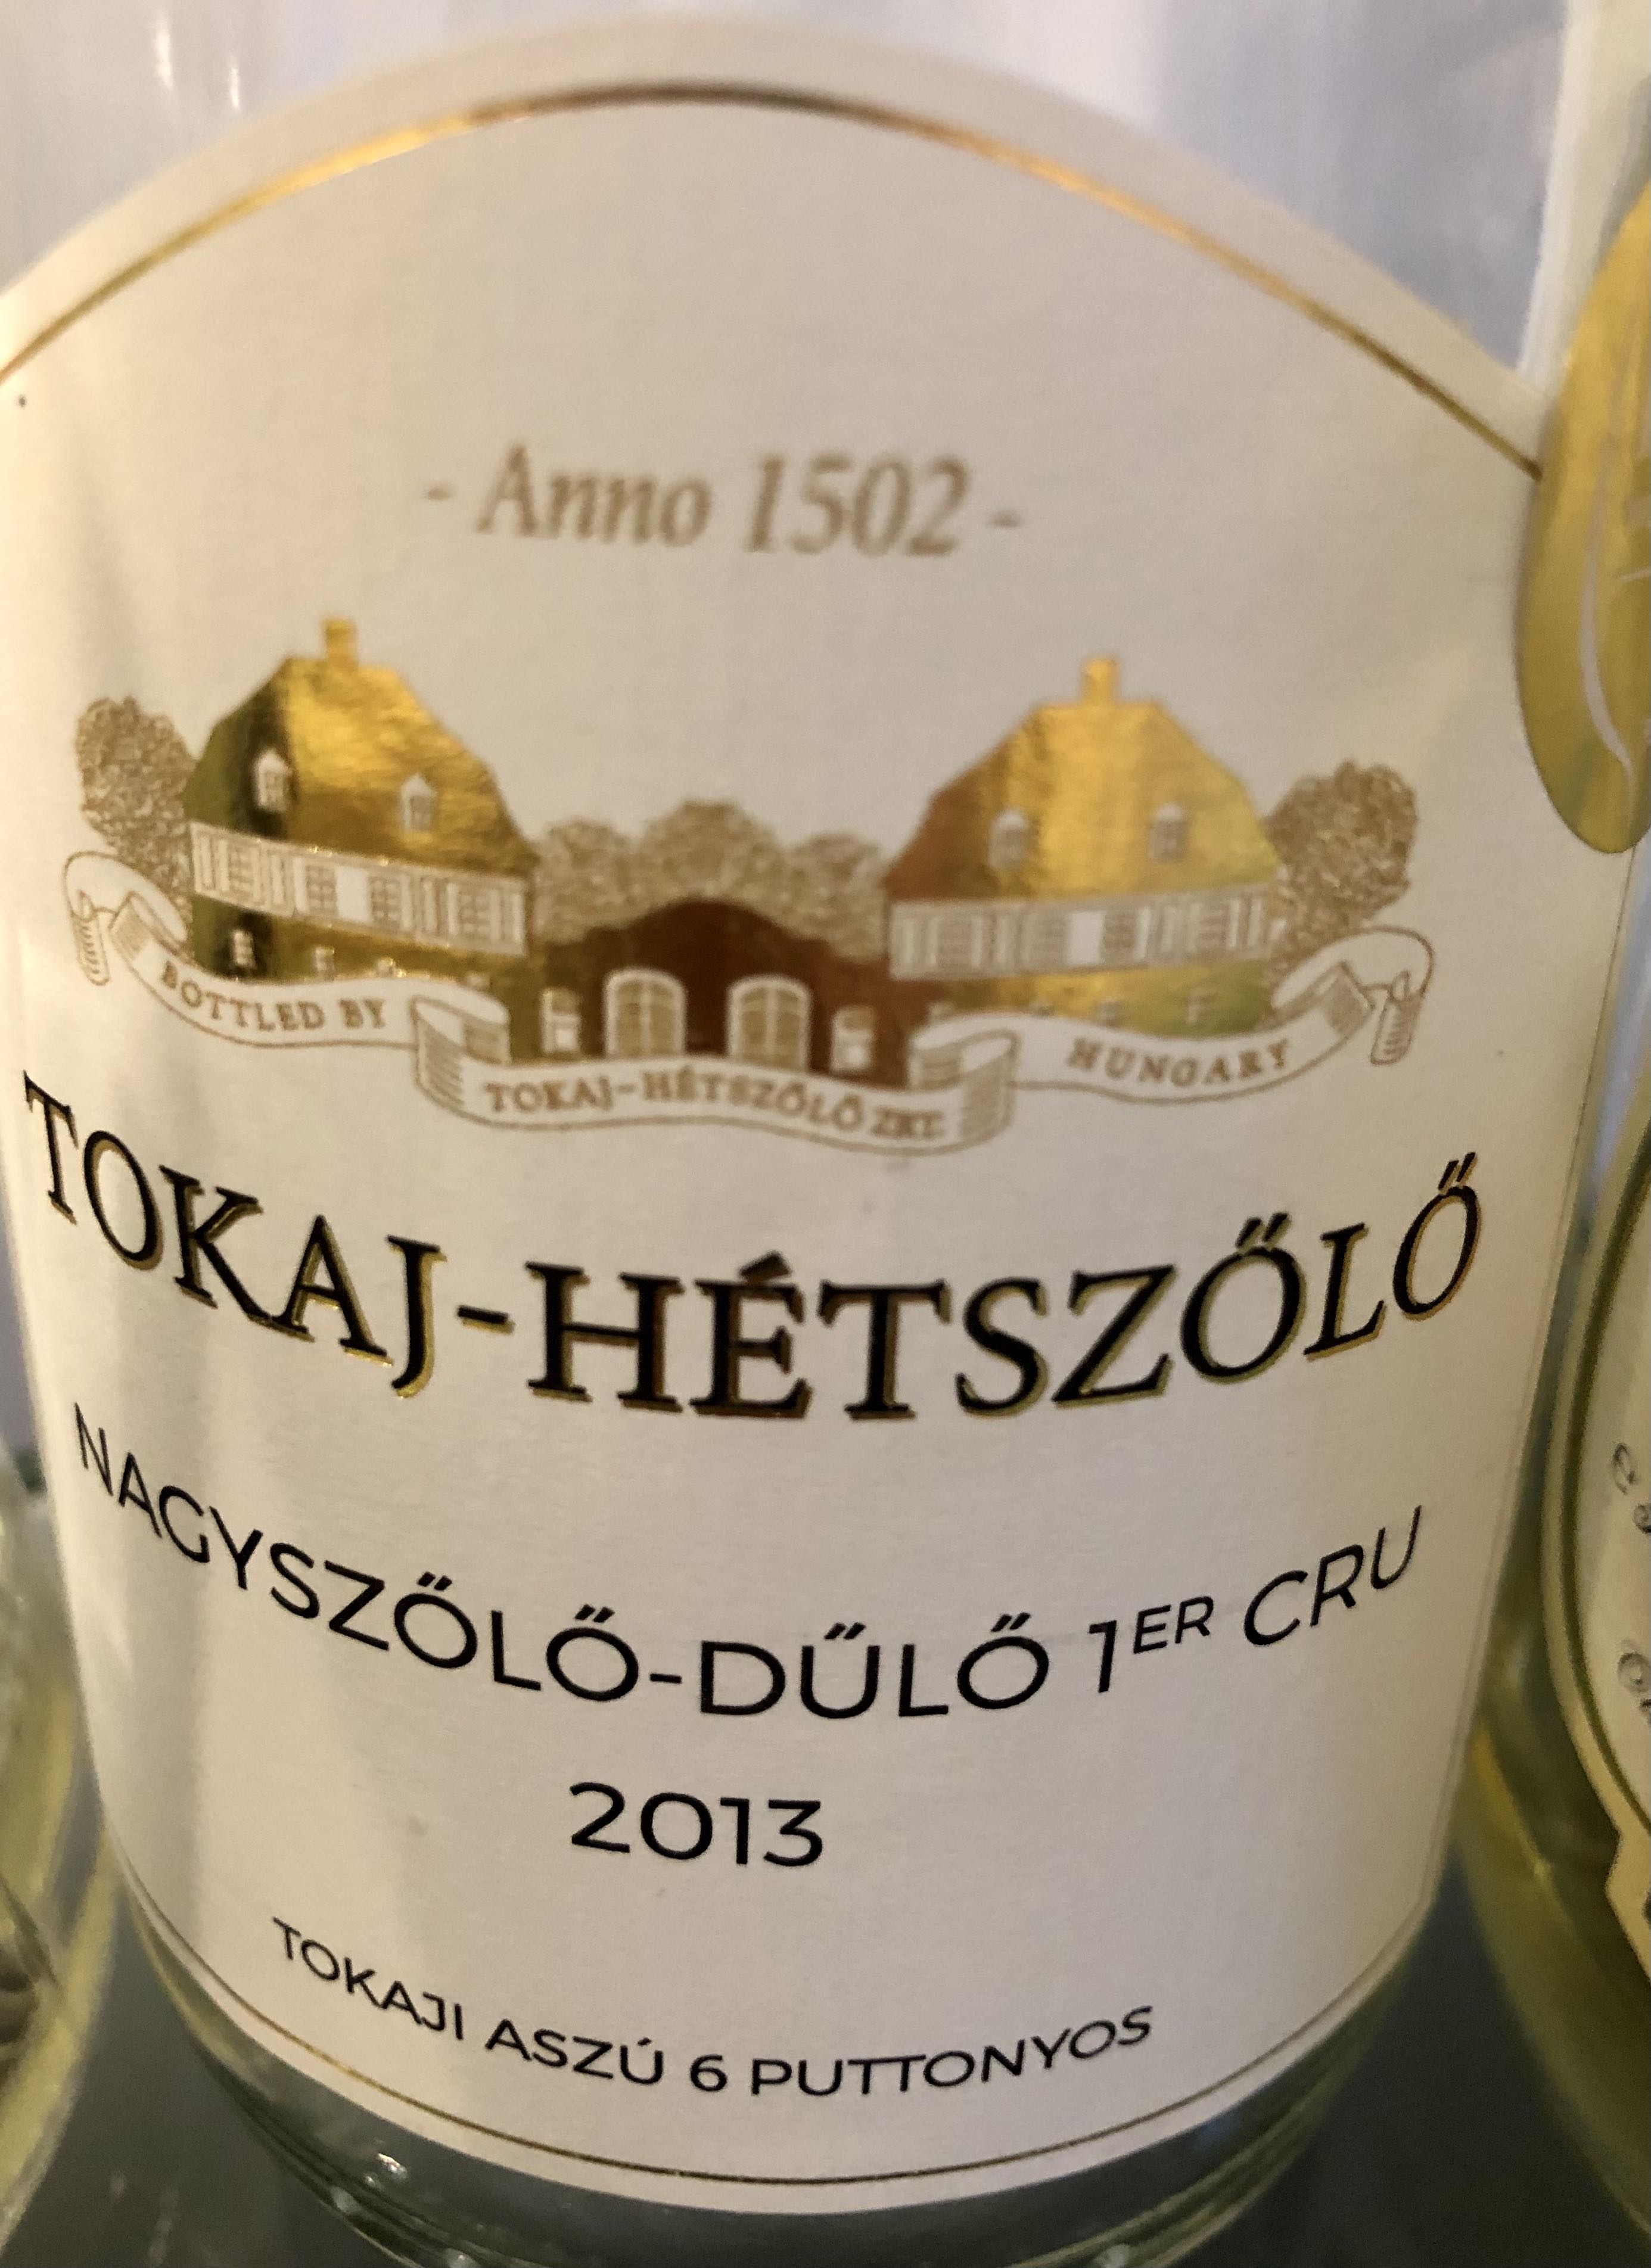 - Anno 1502 -
BOTTLED BY
TOKAJ-HÉTSZŐLŐ ZRT.
HUNGARY
TOKAJ-HÉTSZŐLŐ
NAGYSZŐLŐ-DŰLŐ 1ER CRU
2013
TOKAJI ASZÚ 6 PUTTONYOS